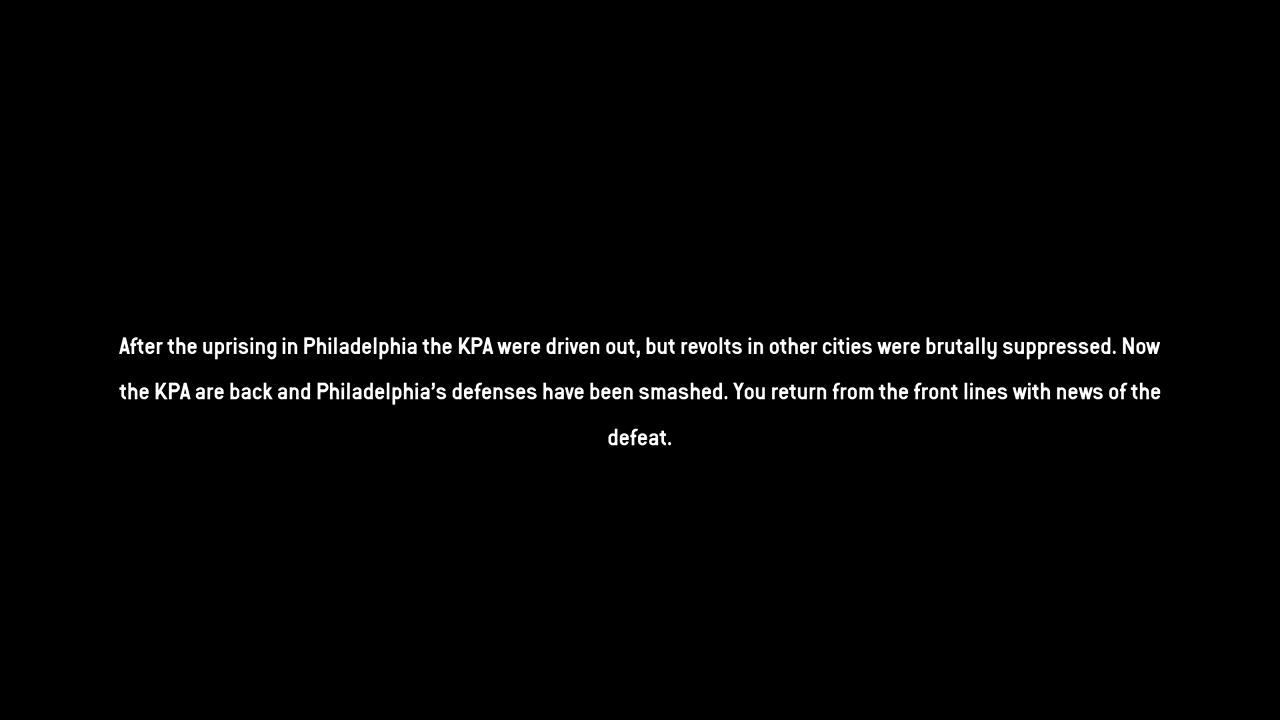 After the uprising in Philadelphia the KPA were driven out, but revolts in other cities were brutally suppressed. Now
the KPA are back and Philadelphia's defenses have been smashed. You return from the front lines with news of the
defeat.